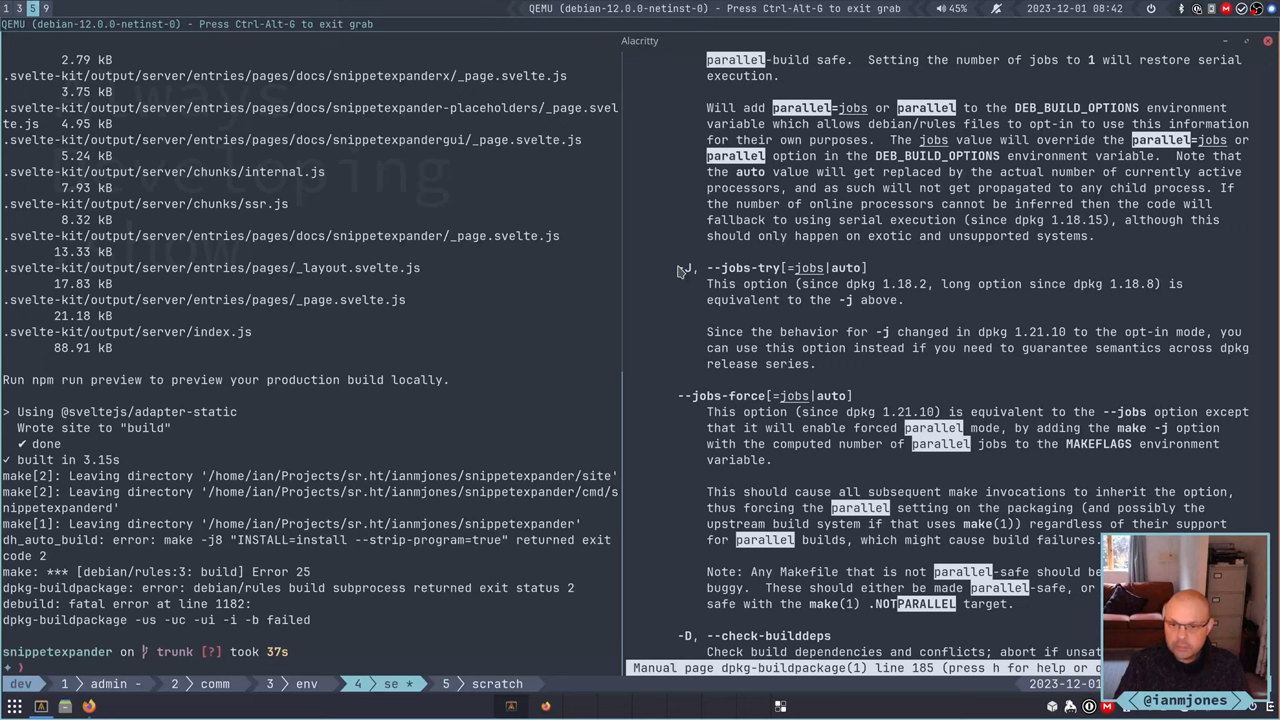 1 3 5 9
QEMU (debian-12.0.0-netinst-0) - Press Ctrl-Alt-G to exit grab
45%
2023-12-01 08:42
QEMU (debian-12.0.0-netinst-0) - Press Ctrl-Alt-G to exit grab
Alacritty
2.79 kB
.svelte-kit/output/server/entries/pages/docs/snippetexpanderx/_page.svelte.js
3.75 kB
.svelte-kit/output/server/entries/pages/docs/snippetexpander-placeholders/_page.svel
te.js    4.95 kB
.svelte-kit/output/server/entries/pages/docs/snippetexpandergui/_page.svelte.js
5.24 kB
.svelte-kit/output/server/chunks/internal.js
7.93 kB
.svelte-kit/output/server/chunks/ssr.js
8.32 kB
.svelte-kit/output/server/entries/pages/docs/snippetexpander/_page.svelte.js
13.33 kB
.svelte-kit/output/server/entries/pages/_layout.svelte.js
17.83 kB
.svelte-kit/output/server/entries/pages/_page.svelte.js
21.18 kB
.svelte-kit/output/server/index.js
88.91 kB
Run npm run preview to preview your production build locally.
> Using @sveltejs/adapter-static
Wrote site to "build"
✔ done
✓ built in 3.15s
make[2]: Leaving directory '/home/ian/Projects/sr.ht/ianmjones/snippetexpander/site'
make[2]: Leaving directory '/home/ian/Projects/sr.ht/ianmjones/snippetexpander/cmd/s
nippetexpanderd'
make[1]: Leaving directory '/home/ian/Projects/sr.ht/ianmjones/snippetexpander'
dh_auto_build: error: make -j8 "INSTALL=install --strip-program=true" returned exit
code 2
make: *** [debian/rules:3: build] Error 25
dpkg-buildpackage: error: debian/rules build subprocess returned exit status 2
debuild: fatal error at line 1182:
dpkg-buildpackage -us -uc -ui -i -b failed
snippetexpander on trunk [?] took 37s
always
developing
show
parallel-build safe.  Setting the number of jobs to 1 will restore serial
execution.
Will add parallel=jobs or parallel to the DEB_BUILD_OPTIONS environment
variable which allows debian/rules files to opt-in to use this information
for their own purposes.  The jobs value will override the parallel=jobs or
parallel option in the DEB_BUILD_OPTIONS environment variable.  Note that
the auto value will get replaced by the actual number of currently active
processors, and as such will not get propagated to any child process. If
the number of online processors cannot be inferred then the code will
fallback to using serial execution (since dpkg 1.18.15), although this
should only happen on exotic and unsupported systems.
-J, --jobs-try[=jobs|auto]
This option (since dpkg 1.18.2, long option since dpkg 1.18.8) is
equivalent to the -j above.
Since the behavior for -j changed in dpkg 1.21.10 to the opt-in mode, you
can use this option instead if you need to guarantee semantics across dpkg
release series.
--jobs-force[=jobs|auto]
This option (since dpkg 1.21.10) is equivalent to the --jobs option except
that it will enable forced parallel mode, by adding the make -j option
with the computed number of parallel jobs to the MAKEFLAGS environment
variable.
This should cause all subsequent make invocations to inherit the option,
thus forcing the parallel setting on the packaging (and possibly the
upstream build system if that uses make(1)) regardless of their support
for parallel builds, which might cause build failures.
Note: Any Makefile that is not parallel-safe should be
buggy.  These should either be made parallel-safe, or
safe with the make(1) .NOTPARALLEL target.
-D, --check-builddeps
Check build dependencies and conflicts; abort if unsat
Manual page dpkg-buildpackage(1) line 185 (press h for help or
dev 1 admin - 2 comm 3 env 4 se * 5 scratch
2023-12-01
@ianmjones